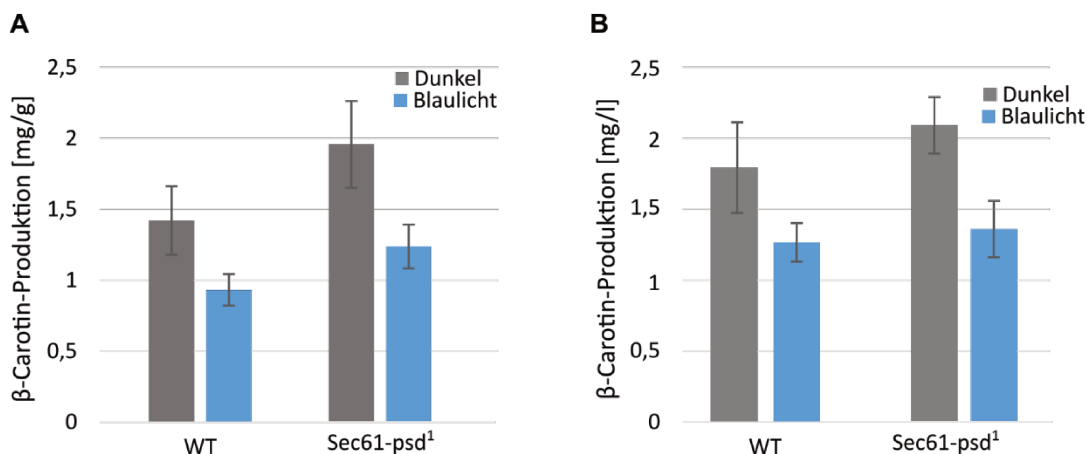 A
β-Carotin-Produktion [mg/g]
2,5
2
1,5
1
0,5
0
Dunkel
Blaulicht
WT
Sec61-psd¹
B
β-Carotin-Produktion [mg/l]
2,5
2
1,5
1
0,5
0
Dunkel
Blaulicht
WT
Sec61-psd¹